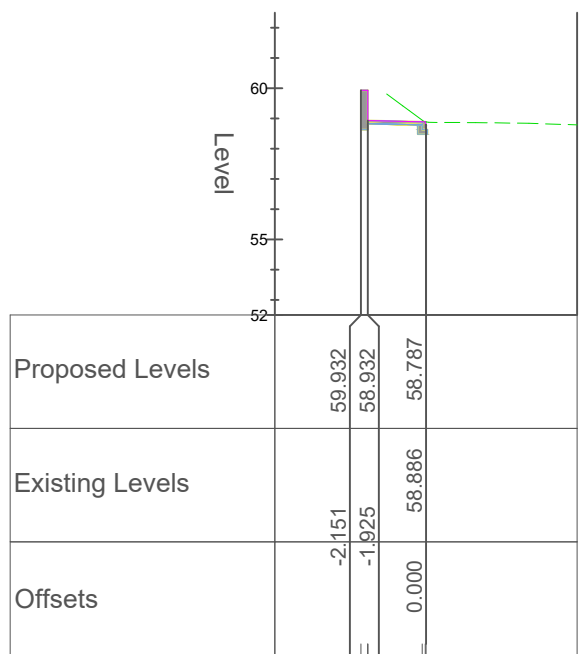 60
Level
55
52
Proposed Levels
59.932
58.932
58.787
Existing Levels
58.886
-2.151
-1.925
Offsets
0.000